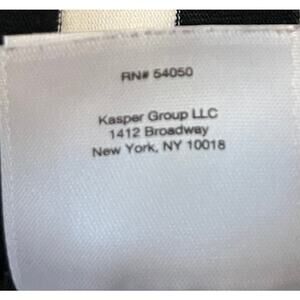 RN# 54050
Kasper Group LLC
1412 Broadway
New York, NY 10018